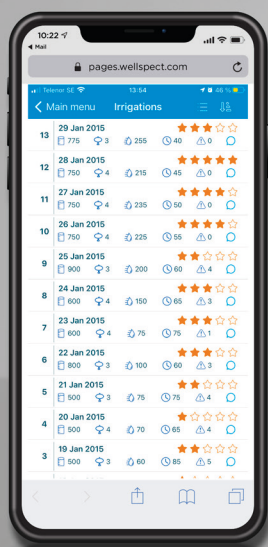 10:22
Mail
pages.wellspect.com
Telenor SE 13:54 46 %
Main menu Irrigations
13 29 Jan 2015
775 3 255 40 0
12 28 Jan 2015
750 4 215 45 0
11 27 Jan 2015
750 4 235 50 0
10 26 Jan 2015
750 4 225 55 0
9 25 Jan 2015
900 3 200 60 4
8 24 Jan 2015
600 4 150 65 3
7 23 Jan 2015
600 4 75 75 1
6 22 Jan 2015
800 3 100 60 3
5 21 Jan 2015
500 3 75 75 4
4 20 Jan 2015
500 4 70 65 4
3 19 Jan 2015
500 3 60 85 5